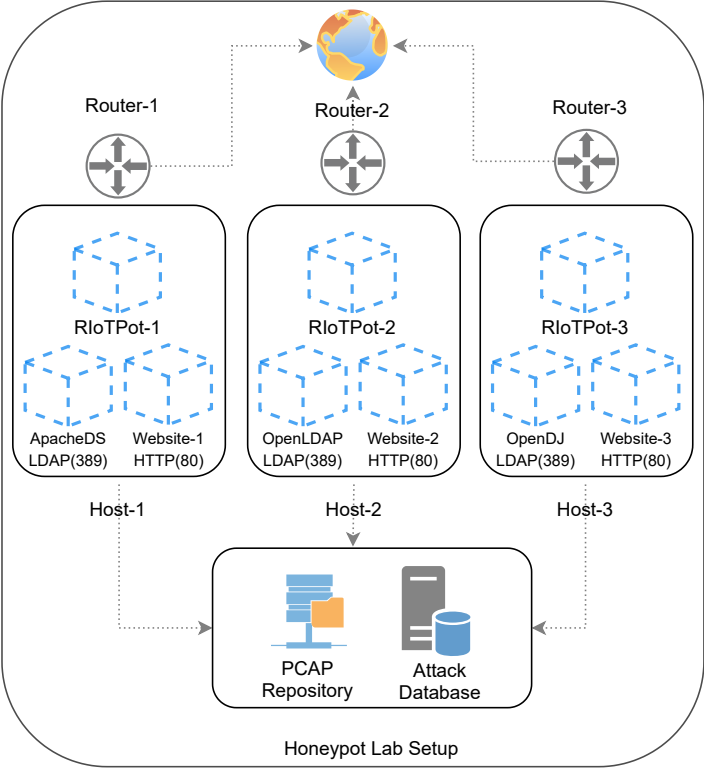 Router-1
Router-2
Router-3
RIoTPot-1
RIoTPot-2
RIoTPot-3
ApacheDS
LDAP(389)
Website-1
HTTP(80)
OpenLDAP
LDAP(389)
Website-2
HTTP(80)
OpenDJ
LDAP(389)
Website-3
HTTP(80)
Host-1
Host-2
Host-3
PCAP
Repository
Attack
Database
Honeypot Lab Setup